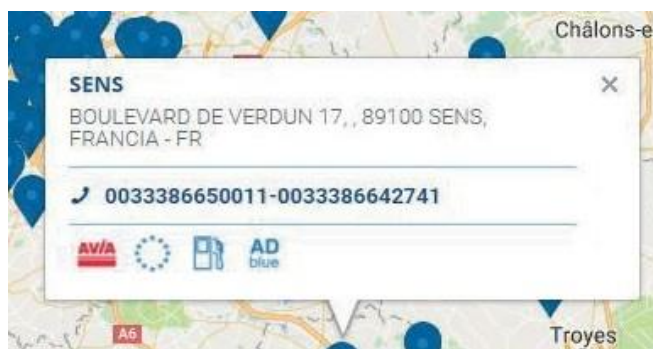 Châlons-e
SENS
BOULEVARD DE VERDUN 17, , 89100 SENS,
FRANCIA - FR
0033386650011-0033386642741
AVIA
AD
blue
A6
Troyes